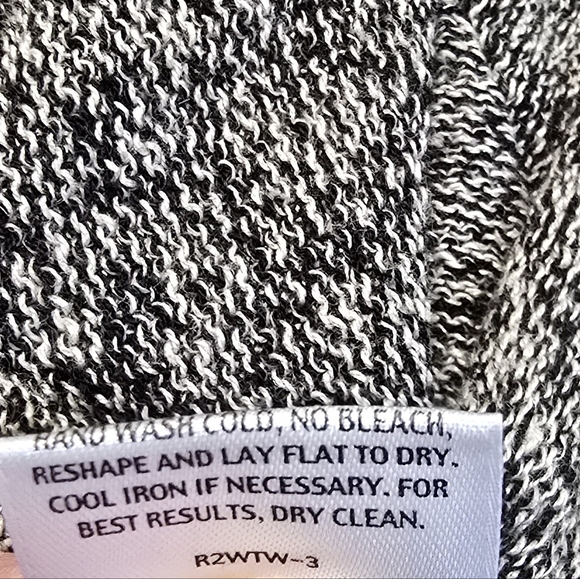 HAND WASH COLD, NO BLEACH,
RESHAPE AND LAY FLAT TO DRY.
COOL IRON IF NECESSARY. FOR
BEST RESULTS, DRY CLEAN.
R2WTW-3